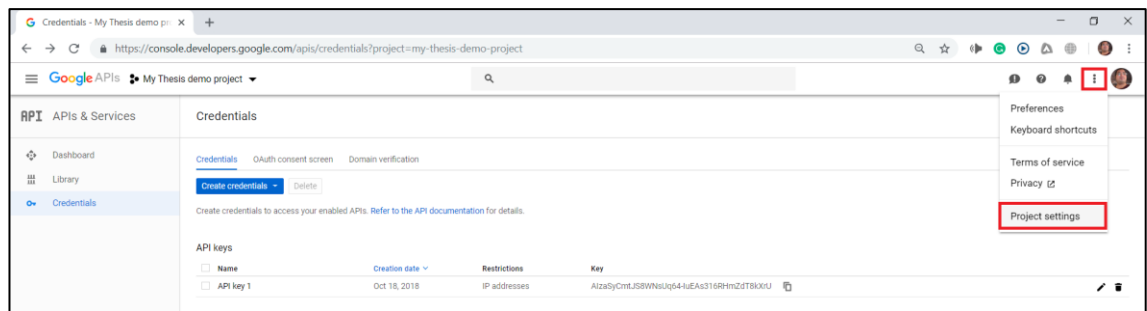 Credentials - My Thesis demo pr
https://console.developers.google.com/apis/credentials?project=my-thesis-demo-project
Google APIs My Thesis demo project
API APIs & Services
Credentials
Preferences
Keyboard shortcuts
Dashboard
Credentials OAuth consent screen Domain verification
Terms of service
Library
Create credentials Delete
Privacy
Credentials
Create credentials to access your enabled APIs. Refer to the API documentation for details.
Project settings
API keys
Name Creation date Restrictions Key
API key 1 Oct 18, 2018 IP addresses